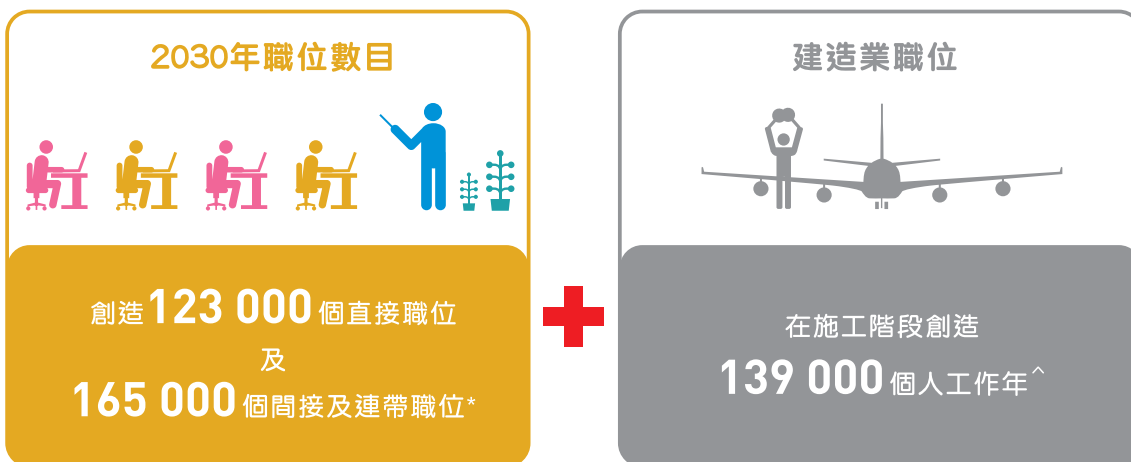 2030年職位數目
創造123 000個直接職位
及
165 000個間接及連帶職位*
建造業職位
在施工階段創造
139 000個人工作年^